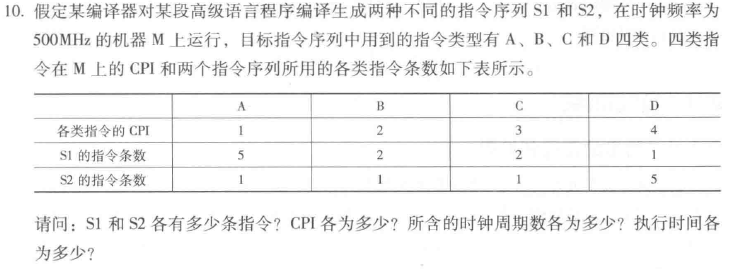 10. 假定某编译器对某段高级语言程序编译生成两种不同的指令序列 S1 和 S2，在时钟频率为
500MHz 的机器 M 上运行，目标指令序列中用到的指令类型有 A、B、C 和 D 四类。四类指
令在 M 上的 CPI 和两个指令序列所用的各类指令条数如下表所示。
A B C D
各类指令的 CPI 1 2 3 4
S1 的指令条数 5 2 2 1
S2 的指令条数 1 1 1 5
请问：S1 和 S2 各有多少条指令？CPI 各为多少？所含的时钟周期数各为多少？执行时间各
为多少？